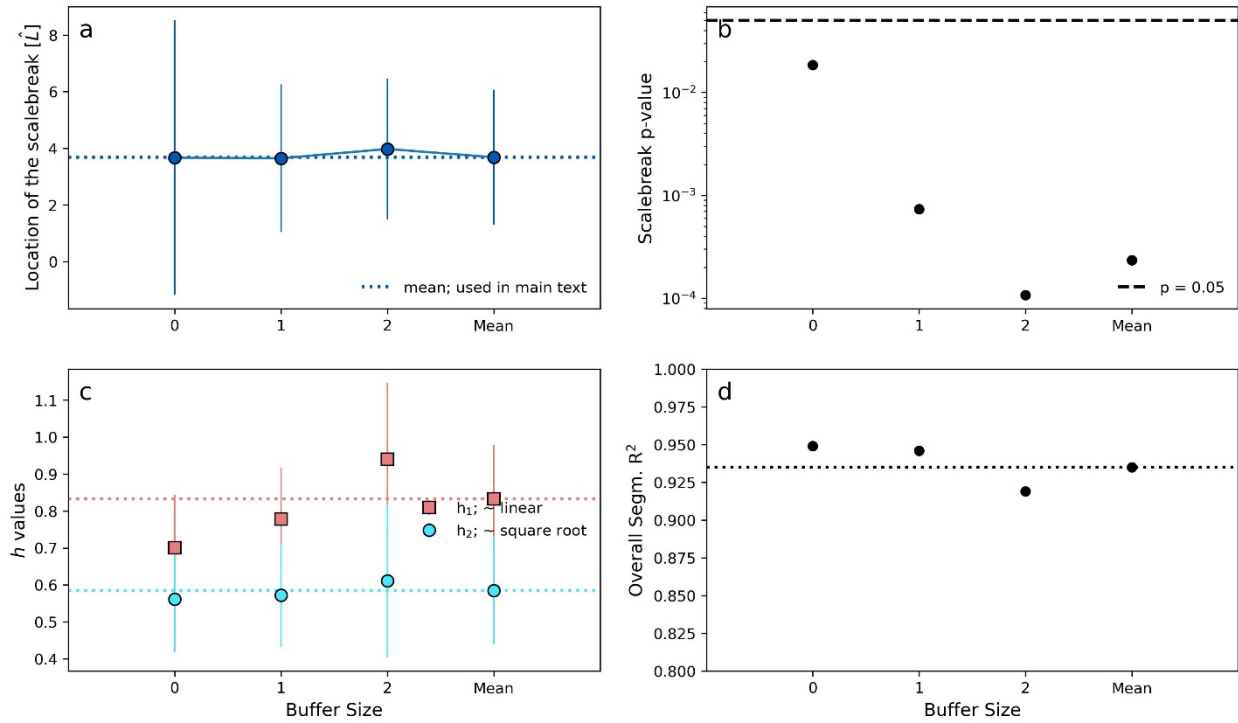 a
Location of the scalebreak [L̂]
8
6
4
2
0
mean; used in main text
0 1 2 Mean
b
Scalebreak p-value
10⁻²
10⁻³
10⁻⁴
p = 0.05
0 1 2 Mean
c
h values
1.1
1.0
0.9
0.8
0.7
0.6
0.5
0.4
h₁; ~ linear
h₂; ~ square root
0 1 2 Mean
Buffer Size
d
Overall Segm. R²
1.000
0.975
0.950
0.925
0.900
0.875
0.850
0.825
0.800
0 1 2 Mean
Buffer Size